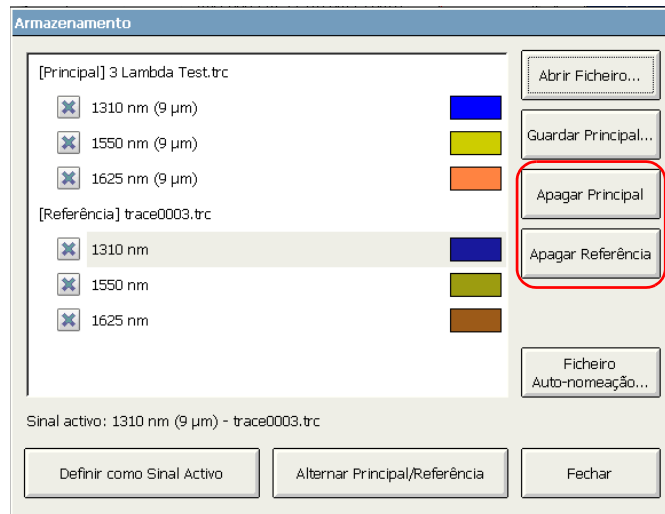 Armazenamento
[Principal] 3 Lambda Test.trc
1310 nm (9 µm)
1550 nm (9 µm)
1625 nm (9 µm)
[Referência] trace0003.trc
1310 nm
1550 nm
1625 nm
Abrir Ficheiro...
Guardar Principal...
Apagar Principal
Apagar Referência
Ficheiro
Auto-nomeação...
Sinal activo: 1310 nm (9 µm) - trace0003.trc
Definir como Sinal Activo
Alternar Principal/Referência
Fechar